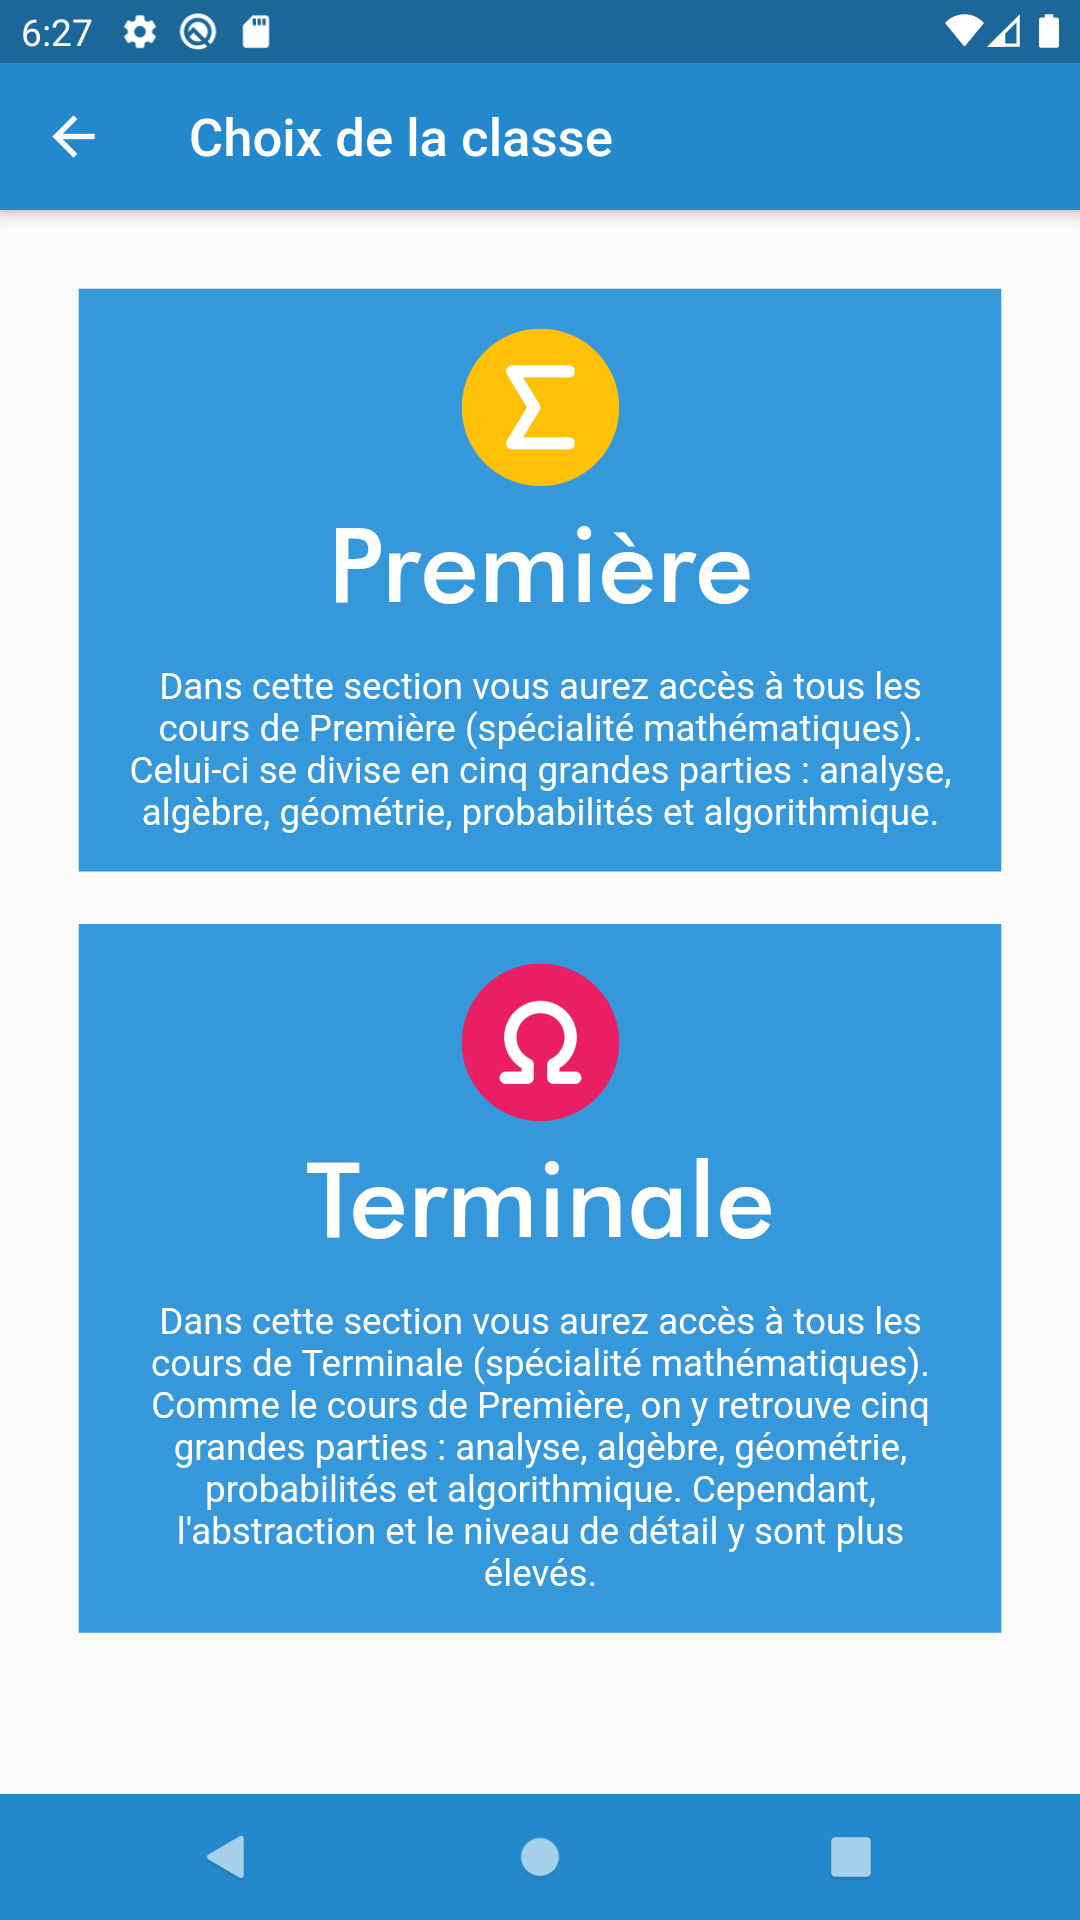 6:27
Choix de la classe
Σ
Première
Dans cette section vous aurez accès à tous les
cours de Première (spécialité mathématiques).
Celui-ci se divise en cinq grandes parties : analyse,
algèbre, géométrie, probabilités et algorithmique.
Ω
Terminale
Dans cette section vous aurez accès à tous les
cours de Terminale (spécialité mathématiques).
Comme le cours de Première, on y retrouve cinq
grandes parties : analyse, algèbre, géométrie,
probabilités et algorithmique. Cependant,
l'abstraction et le niveau de détail y sont plus
élevés.